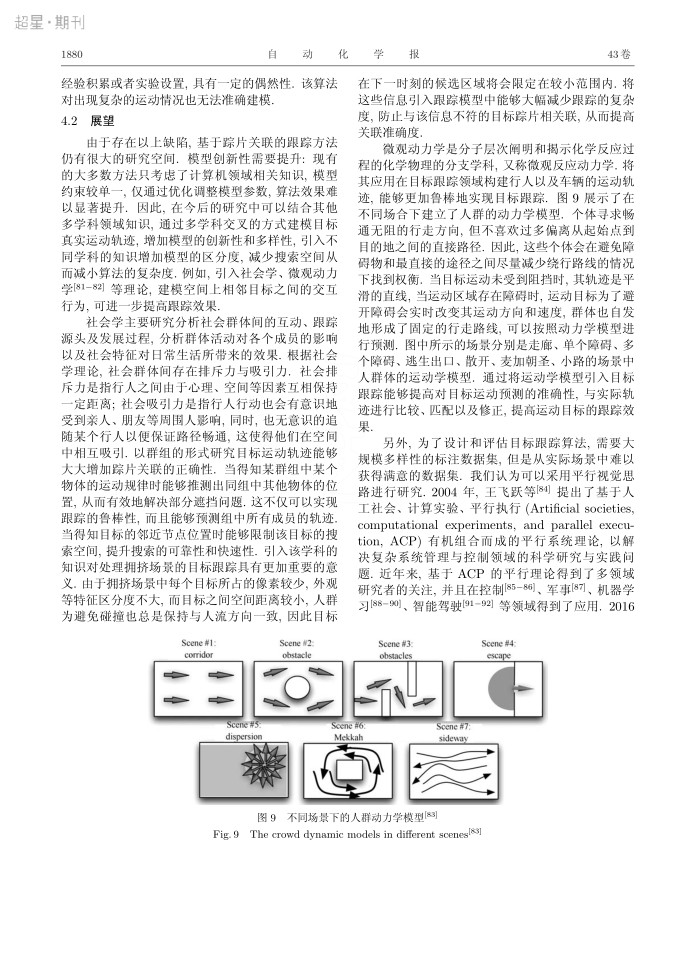 超星·期刊
1880
自 动 化 学 报
43 卷
经验积累或者实验设置, 具有一定的偶然性. 该算法
对出现复杂的运动情况也无法准确建模.
4.2 展望
由于存在以上缺陷, 基于踪片关联的跟踪方法
仍有很大的研究空间. 模型创新性需要提升: 现有
的大多数方法只考虑了计算机领域相关知识, 模型
约束较单一, 仅通过优化调整模型参数, 算法效果难
以显著提升. 因此, 在今后的研究中可以结合其他
多学科领域知识, 通过多学科交叉的方式建模目标
真实运动轨迹, 增加模型的创新性和多样性, 引入不
同学科的知识增加模型的区分度, 减少搜索空间从
而减小算法的复杂度. 例如, 引入社会学、微观动力
学[81−82] 等理论, 建模空间上相邻目标之间的交互
行为, 可进一步提高跟踪效果.
社会学主要研究分析社会群体间的互动、跟踪
源头及发展过程, 分析群体活动对各个成员的影响
以及社会特征对日常生活所带来的效果. 根据社会
学理论, 社会群体间存在排斥力与吸引力. 社会排
斥力是指行人之间由于心理、空间等因素互相保持
一定距离; 社会吸引力是指行人行动也会有意识地
受到亲人、朋友等周围人影响, 同时, 也无意识的追
随某个行人以便保证路径畅通, 这使得他们在空间
中相互吸引. 以群组的形式研究目标运动轨迹能够
大大增加踪片关联的正确性. 当得知某群组中某个
物体的运动规律时能够推测出同组中其他物体的位
置, 从而有效地解决部分遮挡问题. 这不仅可以实现
跟踪的鲁棒性, 而且能够预测组中所有成员的轨迹.
当得知目标的邻近节点位置时能够限制该目标的搜
索空间, 提升搜索的可靠性和快速性. 引入该学科的
知识对处理拥挤场景的目标跟踪具有更加重要的意
义. 由于拥挤场景中每个目标所占的像素较少, 外观
等特征区分度不大, 而目标之间空间距离较小, 人群
为避免碰撞也总是保持与人流方向一致, 因此目标
在下一时刻的候选区域将会限定在较小范围内. 将
这些信息引入跟踪模型中能够大幅减少跟踪的复杂
度, 防止与该信息不符的目标踪片相关联, 从而提高
关联准确度.
微观动力学是分子层次阐明和揭示化学反应过
程的化学物理的分支学科, 又称微观反应动力学. 将
其应用在目标跟踪领域构建行人以及车辆的运动轨
迹, 能够更加鲁棒地实现目标跟踪. 图 9 展示了在
不同场合下建立了人群的动力学模型. 个体寻求畅
通无阻的行走方向, 但不喜欢过多偏离从起始点到
目的地之间的直接路径. 因此, 这些个体会在避免障
碍物和最直接的途径之间尽量减少绕行路线的情况
下找到权衡. 当目标运动未受到阻挡时, 其轨迹是平
滑的直线, 当运动区域存在障碍时, 运动目标为了避
开障碍会实时改变其运动方向和速度, 群体也自发
地形成了固定的行走路线, 可以按照动力学模型进
行预测. 图中所示的场景分别是走廊、单个障碍、多
个障碍、逃生出口、散开、麦加朝圣、小路的场景中
人群体的运动学模型. 通过将运动学模型引入目标
跟踪能够提高对目标运动预测的准确性, 与实际轨
迹进行比较、匹配以及修正, 提高运动目标的跟踪效
果.
另外, 为了设计和评估目标跟踪算法, 需要大
规模多样性的标注数据集, 但是从实际场景中难以
获得满意的数据集. 我们认为可以采用平行视觉思
路进行研究. 2004 年, 王飞跃等[84] 提出了基于人
工社会、计算实验、平行执行 (Artificial societies,
computational experiments, and parallel execu-
tion, ACP) 有机组合而成的平行系统理论, 以解
决复杂系统管理与控制领域的科学研究与实践问
题. 近年来, 基于 ACP 的平行理论得到了多领域
研究者的关注, 并且在控制[85−86]、军事[87]、机器学
习[88−90]、智能驾驶[91−92] 等领域得到了应用. 2016
Scene #1:
corridor
Scene #2:
obstacle
Scene #3:
obstacles
Scene #4:
escape
Scene #5:
dispersion
Scene #6:
Mekkah
Scene #7:
sideway
图 9 不同场景下的人群动力学模型[83]
Fig. 9 The crowd dynamic models in different scenes[83]